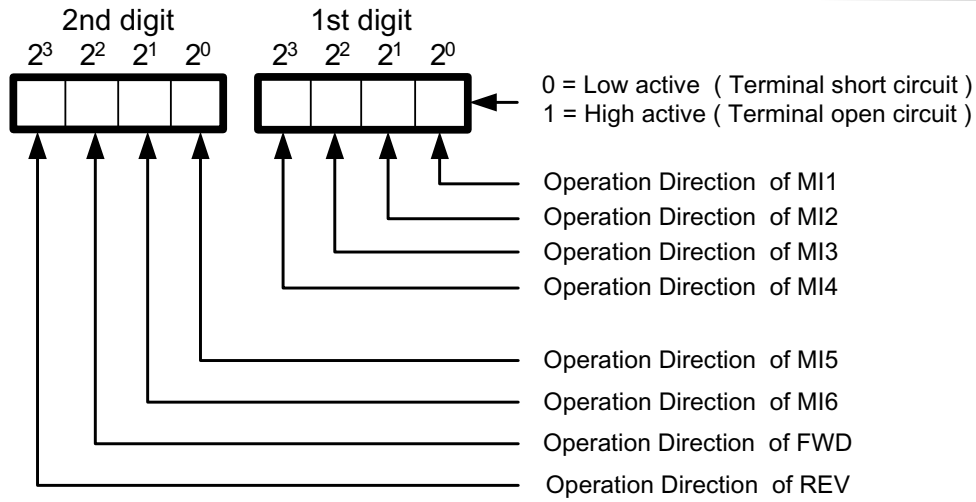 2nd digit 1st digit
2³ 2² 2¹ 2⁰ 2³ 2² 2¹ 2⁰
0 = Low active ( Terminal short circuit )
1 = High active ( Terminal open circuit )
Operation Direction of MI1
Operation Direction of MI2
Operation Direction of MI3
Operation Direction of MI4
Operation Direction of MI5
Operation Direction of MI6
Operation Direction of FWD
Operation Direction of REV